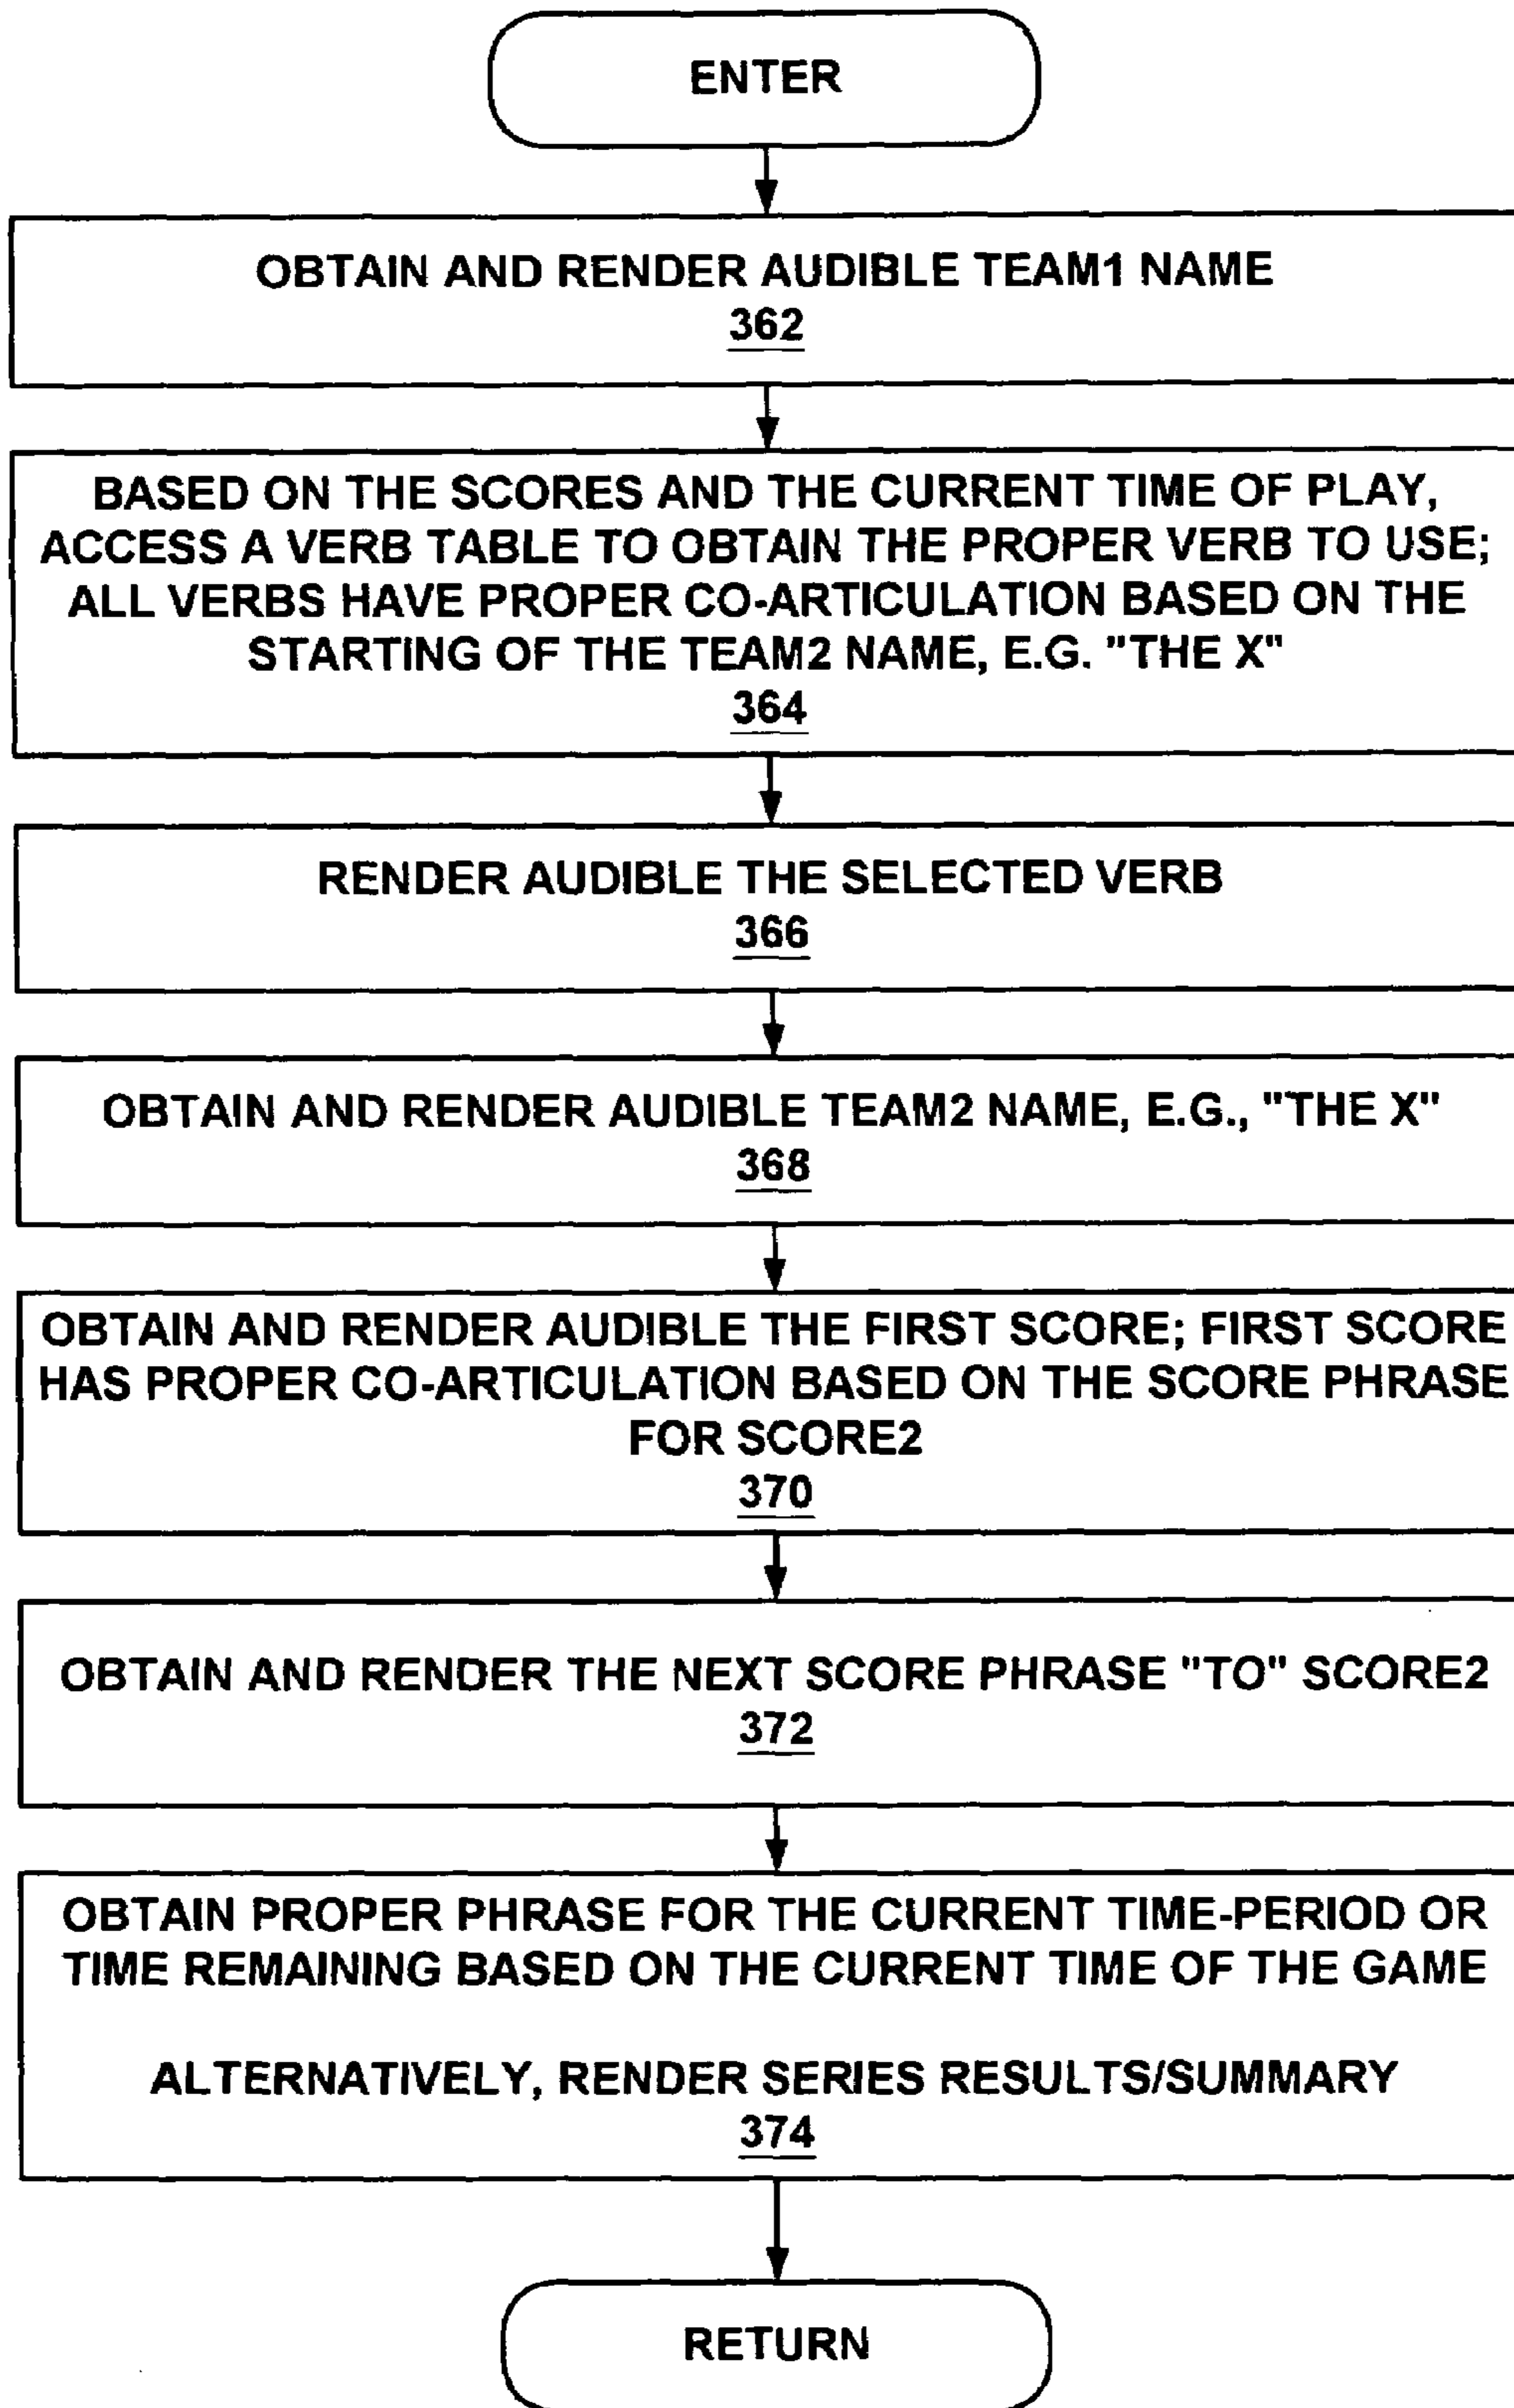 ENTER
OBTAIN AND RENDER AUDIBLE TEAM1 NAME
362
BASED ON THE SCORES AND THE CURRENT TIME OF PLAY,
ACCESS A VERB TABLE TO OBTAIN THE PROPER VERB TO USE;
ALL VERBS HAVE PROPER CO-ARTICULATION BASED ON THE
STARTING OF THE TEAM2 NAME, E.G. "THE X"
364
RENDER AUDIBLE THE SELECTED VERB
366
OBTAIN AND RENDER AUDIBLE TEAM2 NAME, E.G., "THE X"
368
OBTAIN AND RENDER AUDIBLE THE FIRST SCORE; FIRST SCORE
HAS PROPER CO-ARTICULATION BASED ON THE SCORE PHRASE
FOR SCORE2
370
OBTAIN AND RENDER THE NEXT SCORE PHRASE "TO" SCORE2
372
OBTAIN PROPER PHRASE FOR THE CURRENT TIME-PERIOD OR
TIME REMAINING BASED ON THE CURRENT TIME OF THE GAME
ALTERNATIVELY, RENDER SERIES RESULTS/SUMMARY
374
RETURN